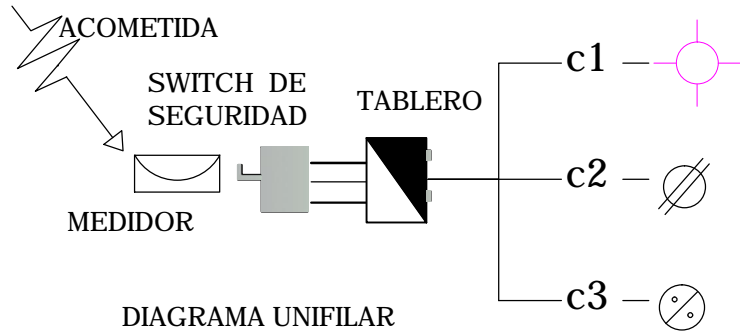 ACOMETIDA
SWITCH DE
SEGURIDAD
TABLERO
MEDIDOR
c1
c2
c3
DIAGRAMA UNIFILAR